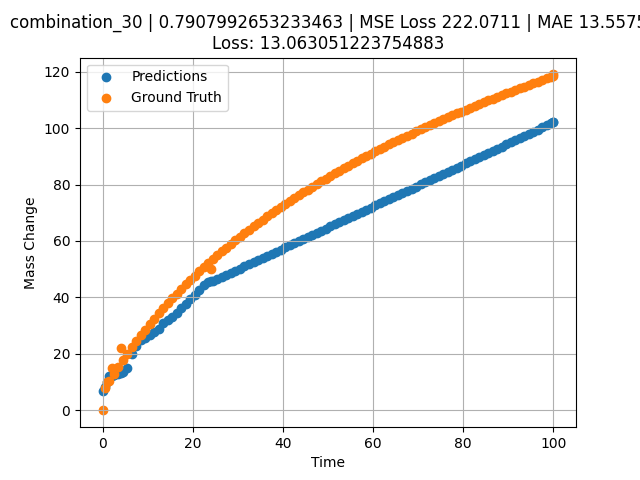 combination_30 | 0.7907992653233463 | MSE Loss 222.0711 | MAE 13.5575
Loss: 13.063051223754883
Predictions
Ground Truth
120
100
80
60
40
20
0
Mass Change
0 20 40 60 80 100
Time